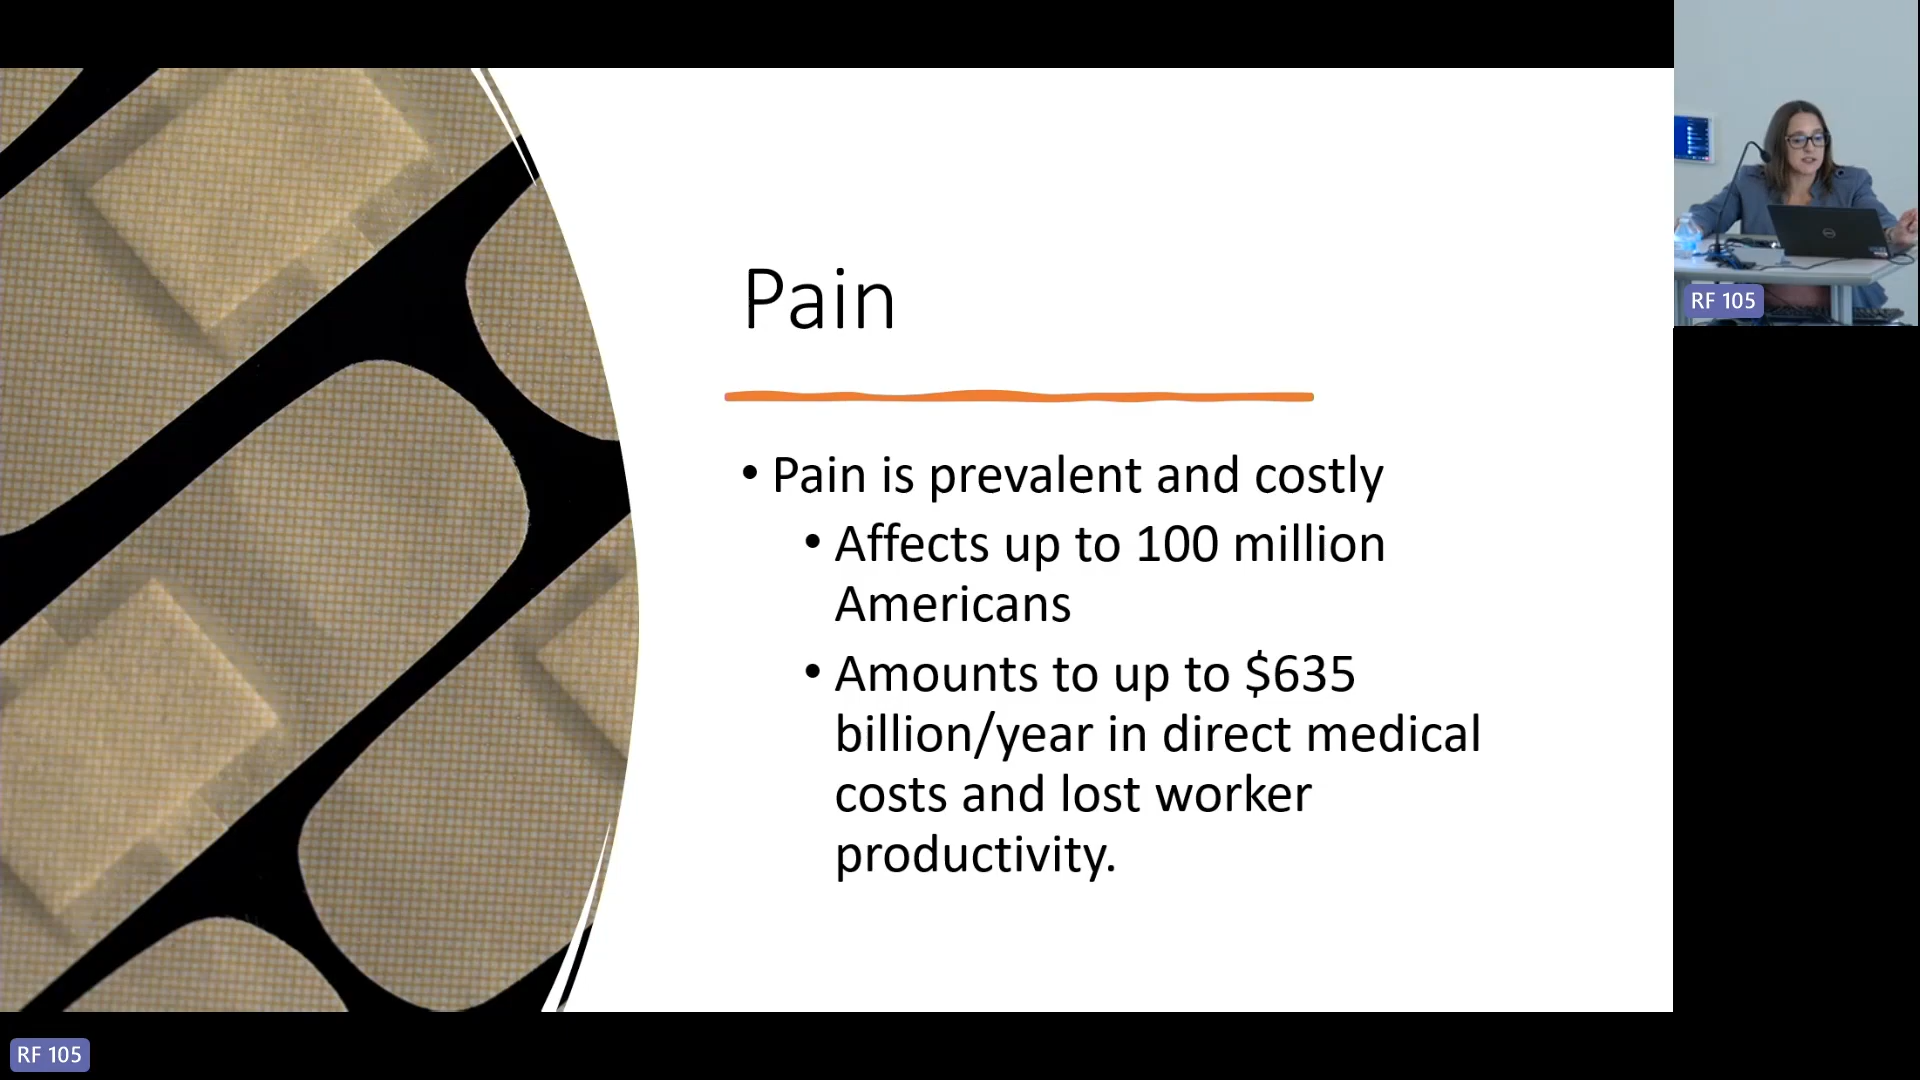 Pain
• Pain is prevalent and costly
• Affects up to 100 million
Americans
• Amounts to up to $635
billion/year in direct medical
costs and lost worker
productivity.
RF 105
RF 105